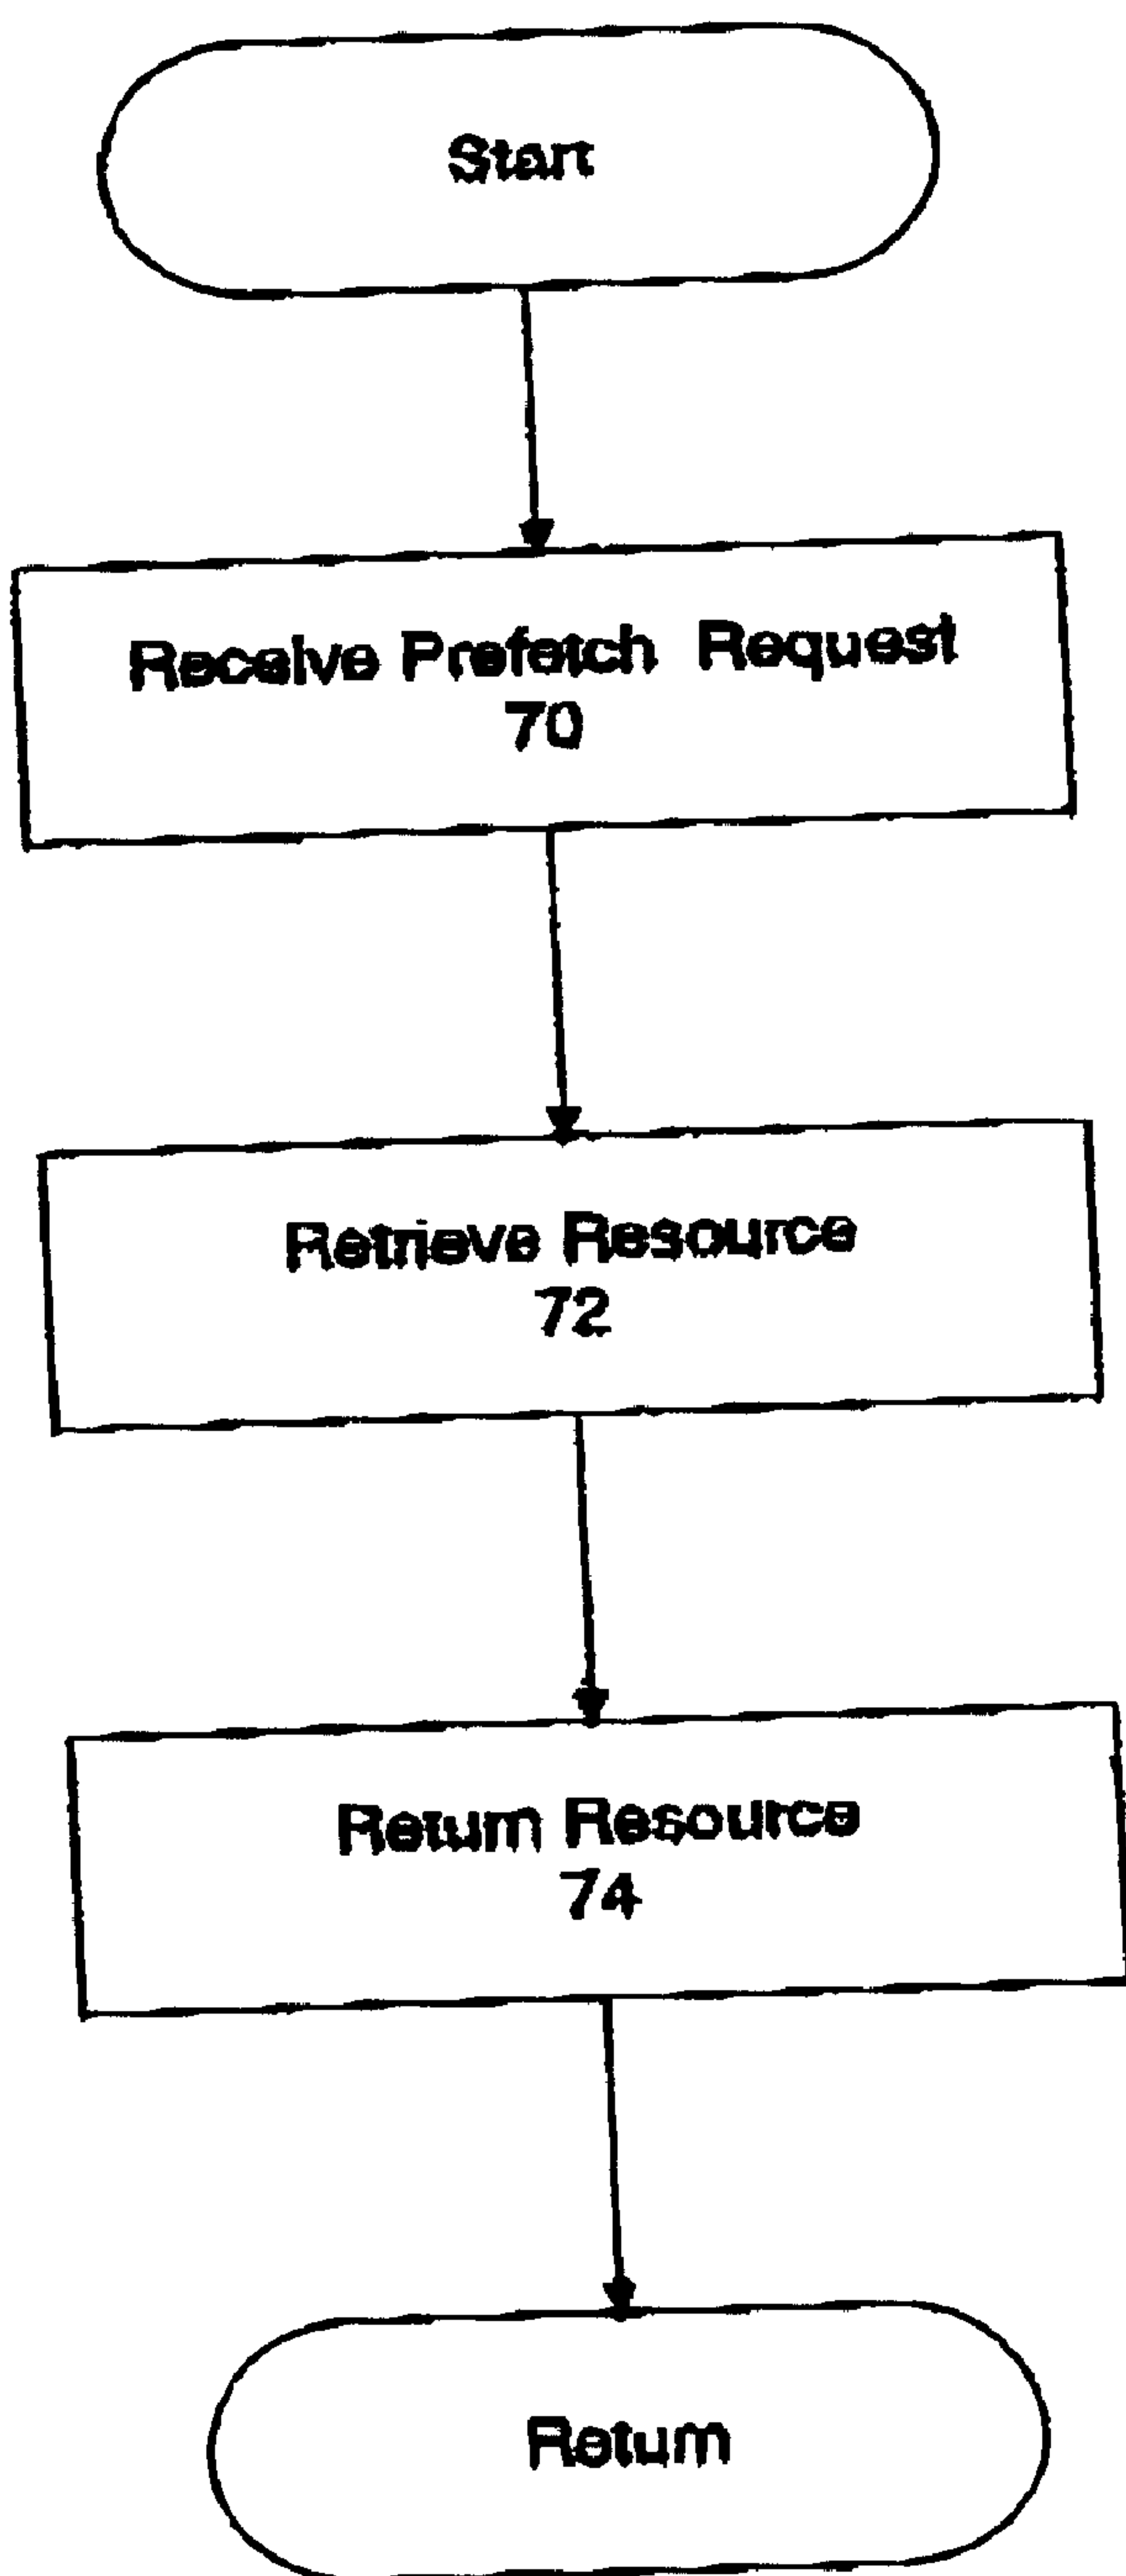 Start
Receive Prefetch Request
70
Retrieve Resource
72
Return Resource
74
Return